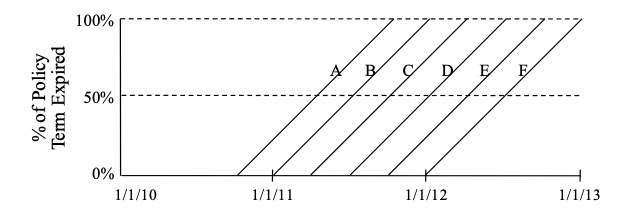 100%
50%
0%
% of Policy
Term Expired
A B C D E F
1/1/10 1/1/11 1/1/12 1/1/13